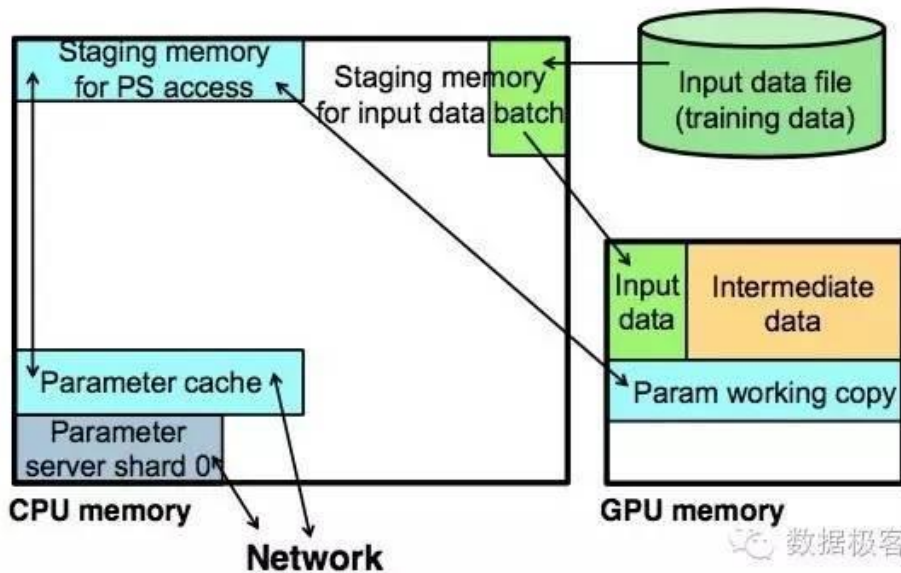 Staging memory
for PS access
Staging memory
for input data batch
Input data file
(training data)
Input
data
Intermediate
data
Parameter cache
Param working copy
Parameter
server shard 0
CPU memory
GPU memory
Network
数据极客